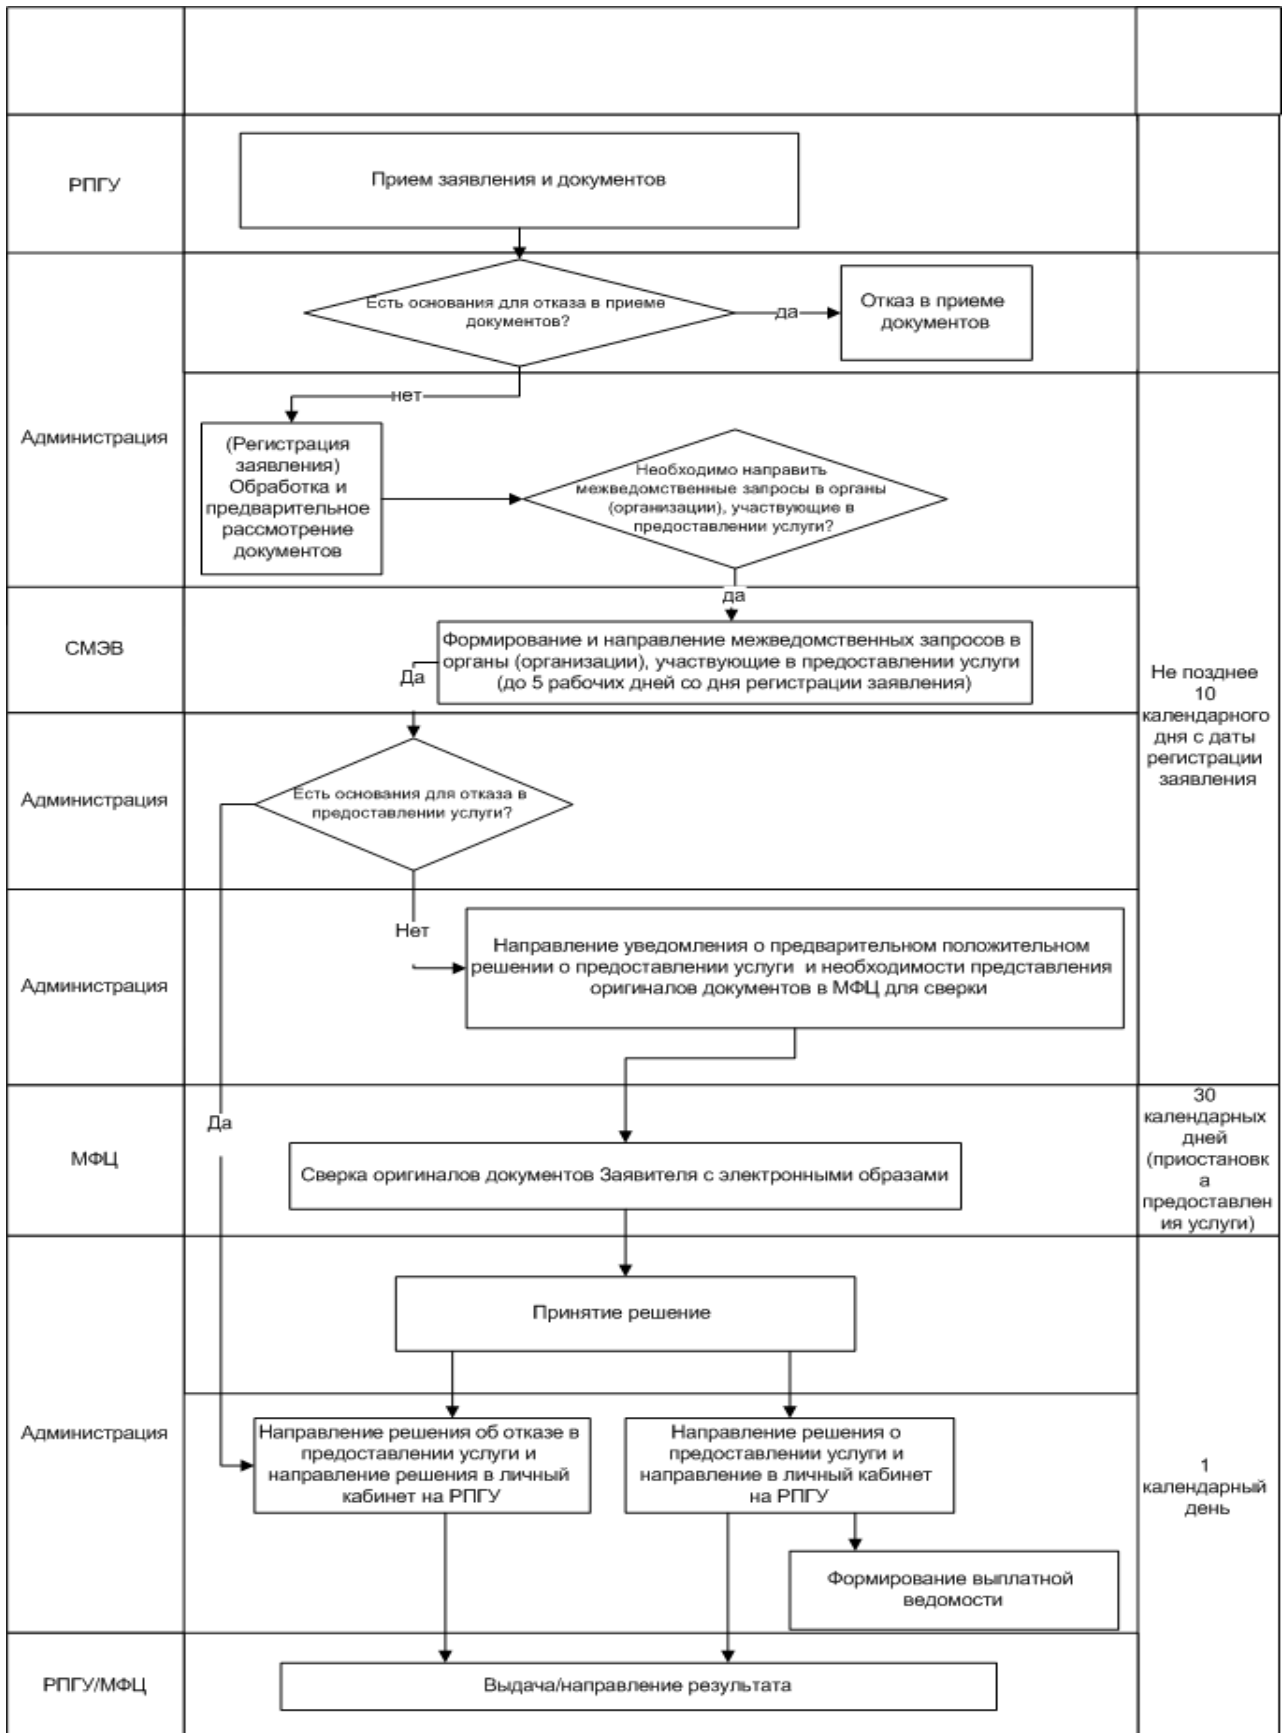 РПГУ
Прием заявления и документов
Есть основания для отказа в приеме
документов?
да
Отказ в приеме
документов
Администрация
нет
(Регистрация
заявления)
Обработка и
предварительное
рассмотрение
документов
Необходимо направить
межведомственные запросы в органы
(организации), участвующие в
предоставлении услуги?
да
СМЭВ
Формирование и направление межведомственных запросов в
органы (организации), участвующие в предоставлении услуги
(до 5 рабочих дней со дня регистрации заявления)
Да
Не позднее
10
календарного
дня с даты
регистрации
заявления
Администрация
Есть основания для отказа в
предоставлении услуги?
Нет
Администрация
Направление уведомления о предварительном положительном
решении о предоставлении услуги и необходимости представления
оригиналов документов в МФЦ для сверки
Да
МФЦ
Сверка оригиналов документов Заявителя с электронными образами
30
календарных
дней
(приостановк
а
предоставлен
ия услуги)
Принятие решение
Администрация
Направление решения об отказе в
предоставлении услуги и
направление решения в личный
кабинет на РПГУ
Направление решения о
предоставлении услуги и
направление в личный кабинет
на РПГУ
1
календарный
день
Формирование выплатной
ведомости
РПГУ/МФЦ
Выдача/направление результата